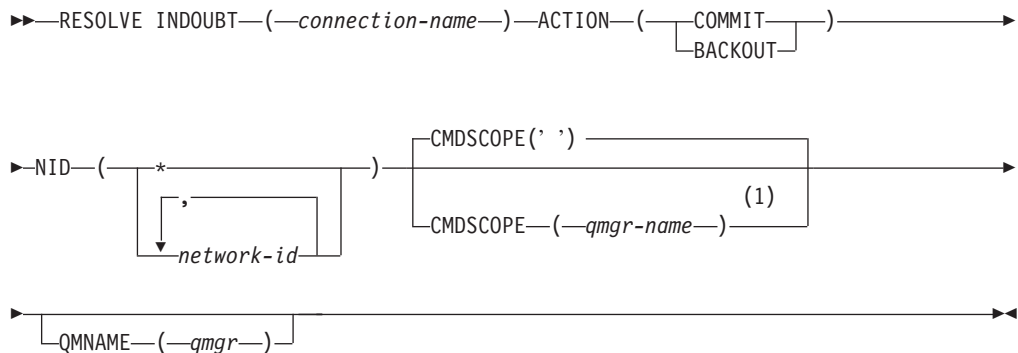 RESOLVE INDOUBT ( connection-name ) ACTION ( COMMIT )
BACKOUT
CMDSCOPE(' ')
NID ( * )
,
(1)
CMDSCOPE ( qmgr-name )
network-id
QMNAME ( qmgr )